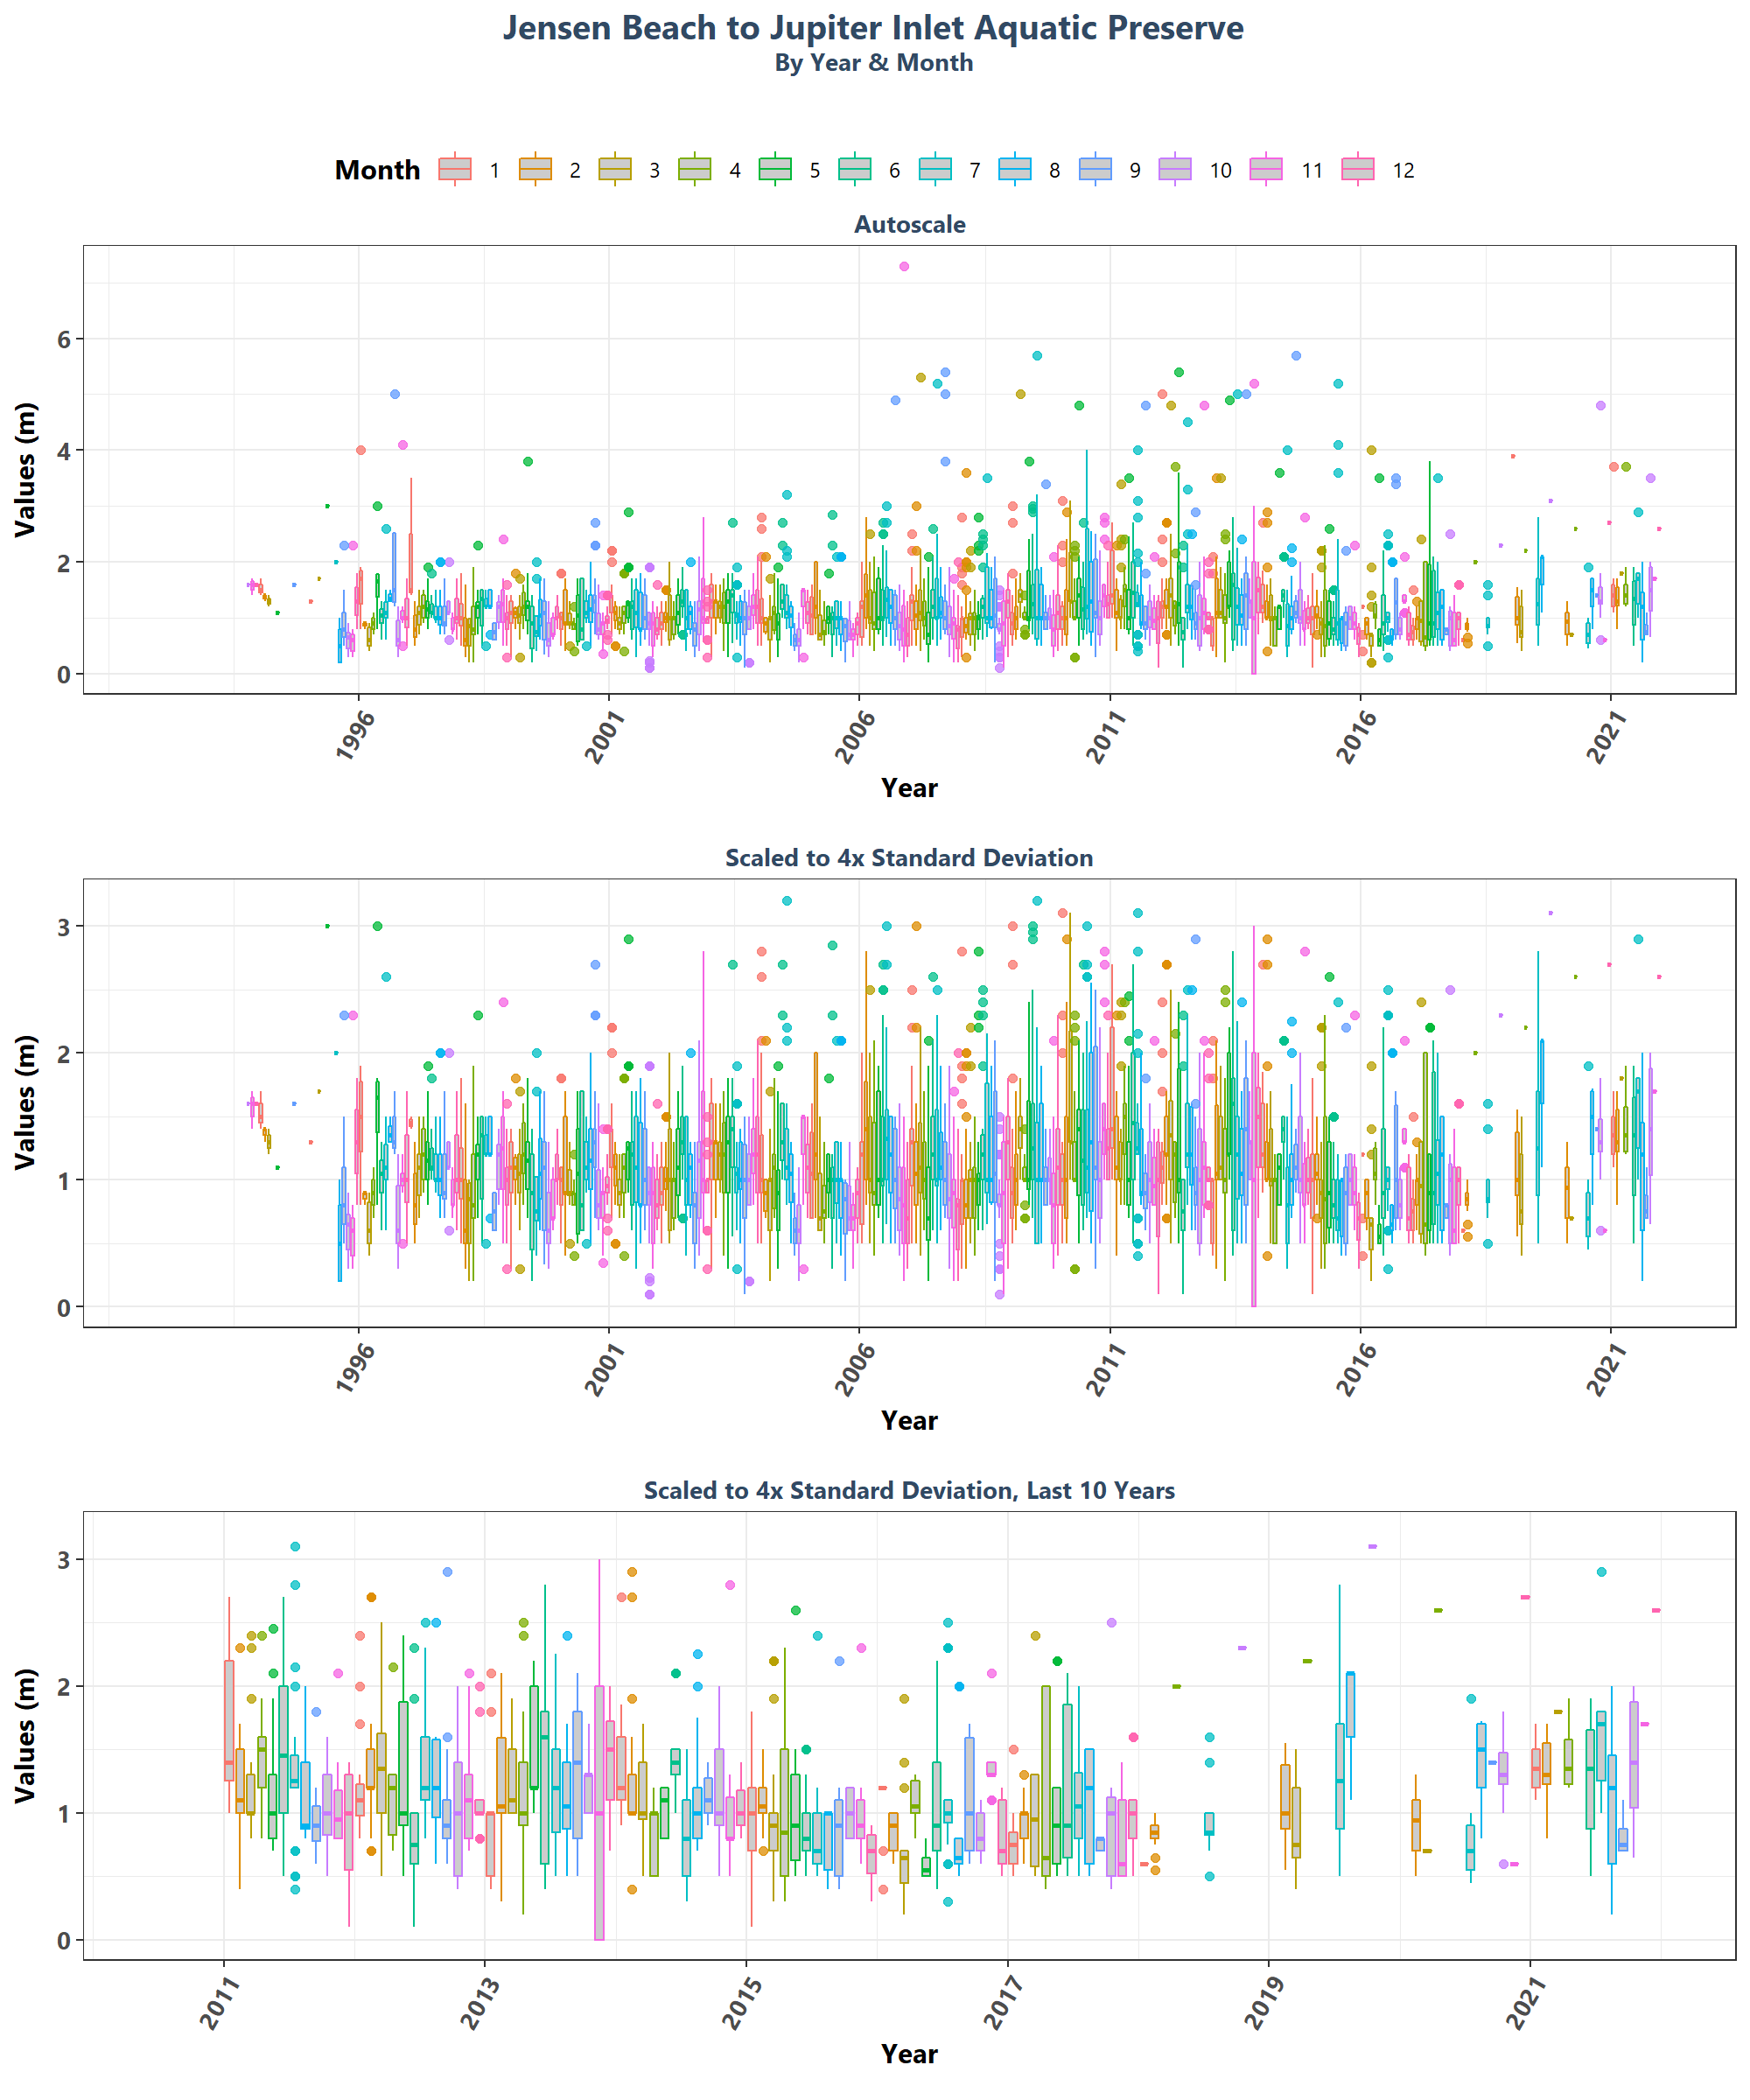 Jensen Beach to Jupiter Inlet Aquatic Preserve
By Year & Month
Month 1 2 3 4 5 6 7 8 9 10 11 12
Autoscale
Values (m)
6
4
2
0
1996 2001 2006 2011 2016 2021
Year
Scaled to 4x Standard Deviation
Values (m)
3
2
1
0
1996 2001 2006 2011 2016 2021
Year
Scaled to 4x Standard Deviation, Last 10 Years
Values (m)
3
2
1
0
2011 2013 2015 2017 2019 2021
Year